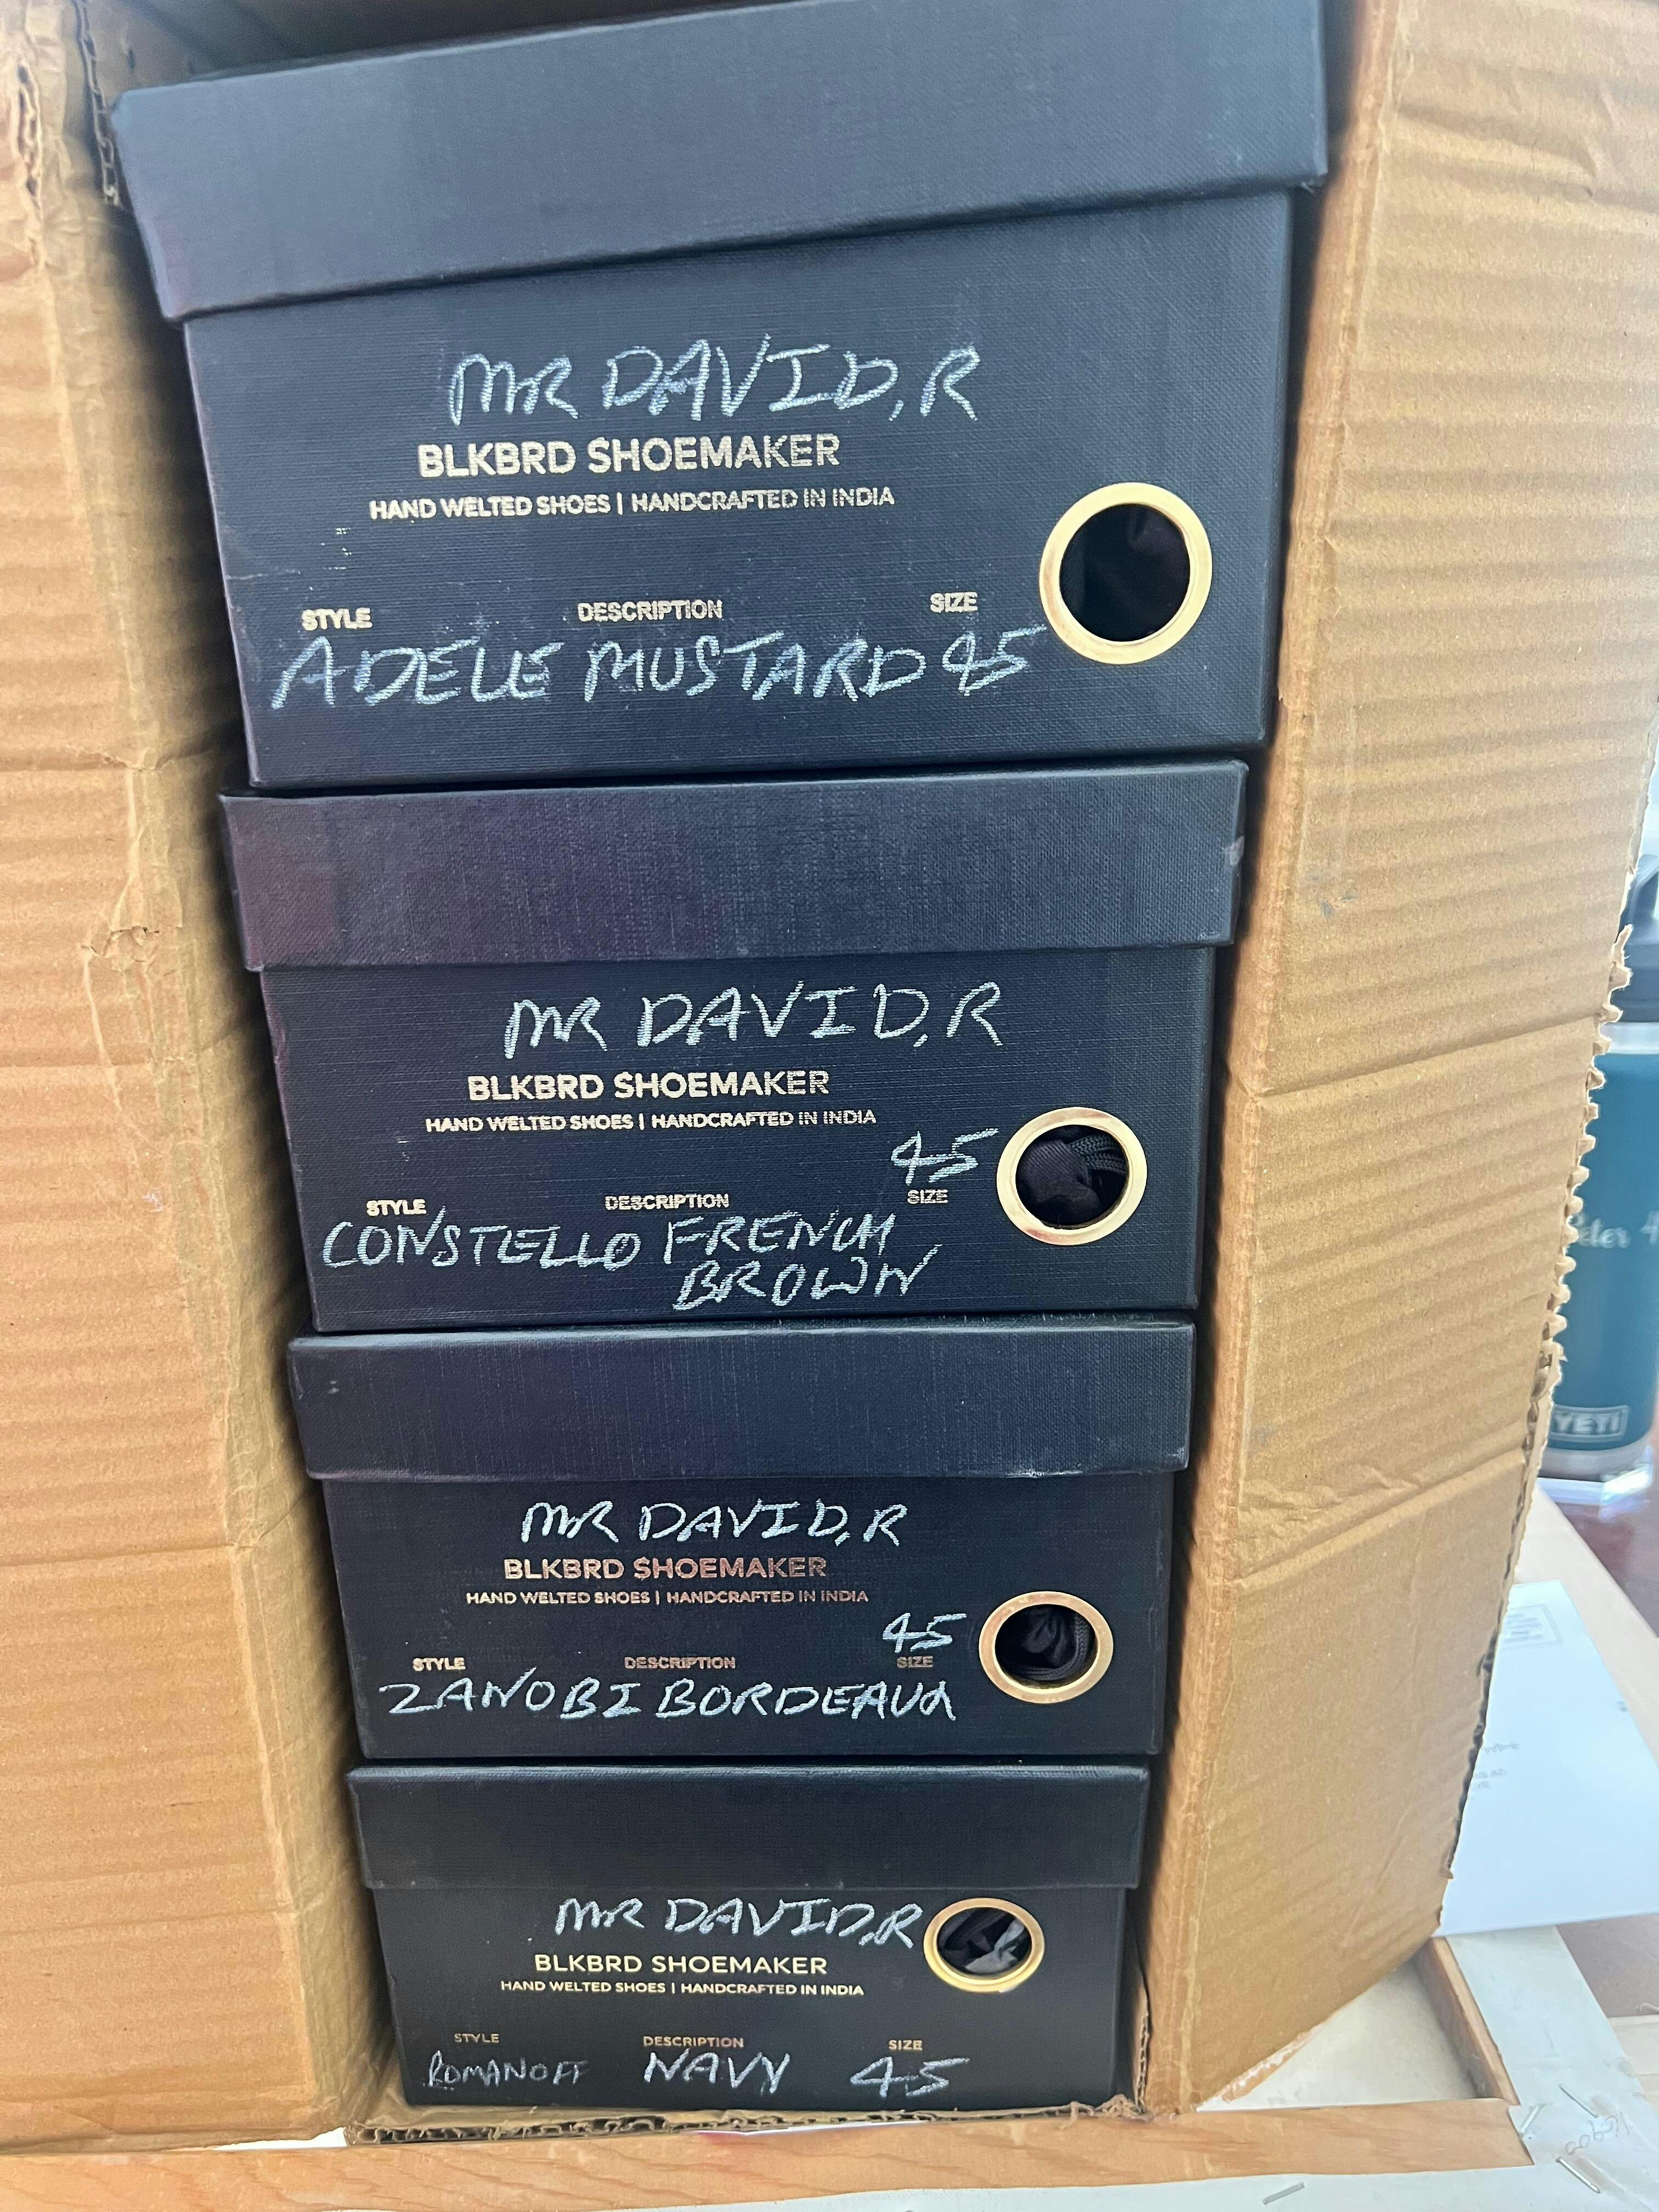 MR DAVID, R
BLKBRD SHOEMAKER
HAND WELTED SHOES | HANDCRAFTED IN INDIA
STYLE DESCRIPTION SIZE
ADELE MUSTARD 45
MR DAVID, R
BLKBRD SHOEMAKER
HAND WELTED SHOES | HANDCRAFTED IN INDIA
45
STYLE DESCRIPTION SIZE
CONSTELLO FRENCH
BROWN
MR DAVID, R
BLKBRD SHOEMAKER
HAND WELTED SHOES | HANDCRAFTED IN INDIA
45
STYLE DESCRIPTION SIZE
ZANOBI BORDEAUX
MR DAVID, R
BLKBRD SHOEMAKER
HAND WELTED SHOES | HANDCRAFTED IN INDIA
STYLE DESCRIPTION SIZE
ROMANOFF NAVY 45
YETI